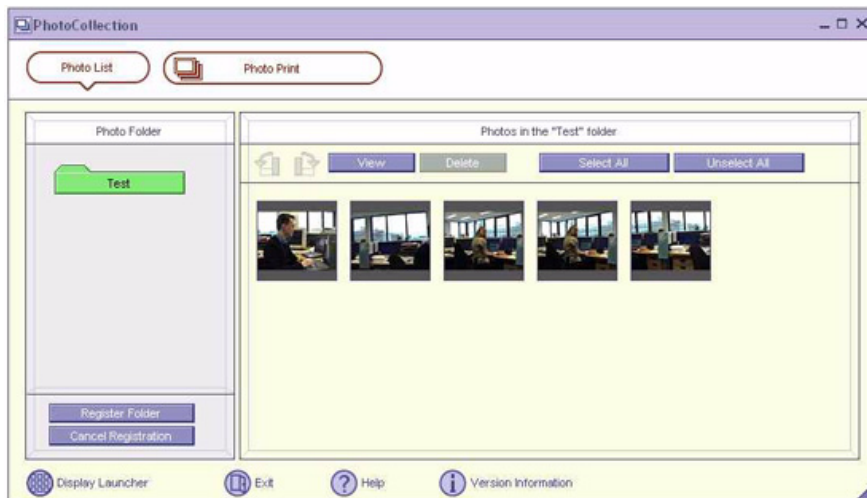 PhotoCollection
Photo List
Photo Print
Photo Folder
Photos in the "Test" folder
View
Delete
Select All
Unselect All
Test
Register Folder
Cancel Registration
Display Launcher
Exit
Help
Version Information